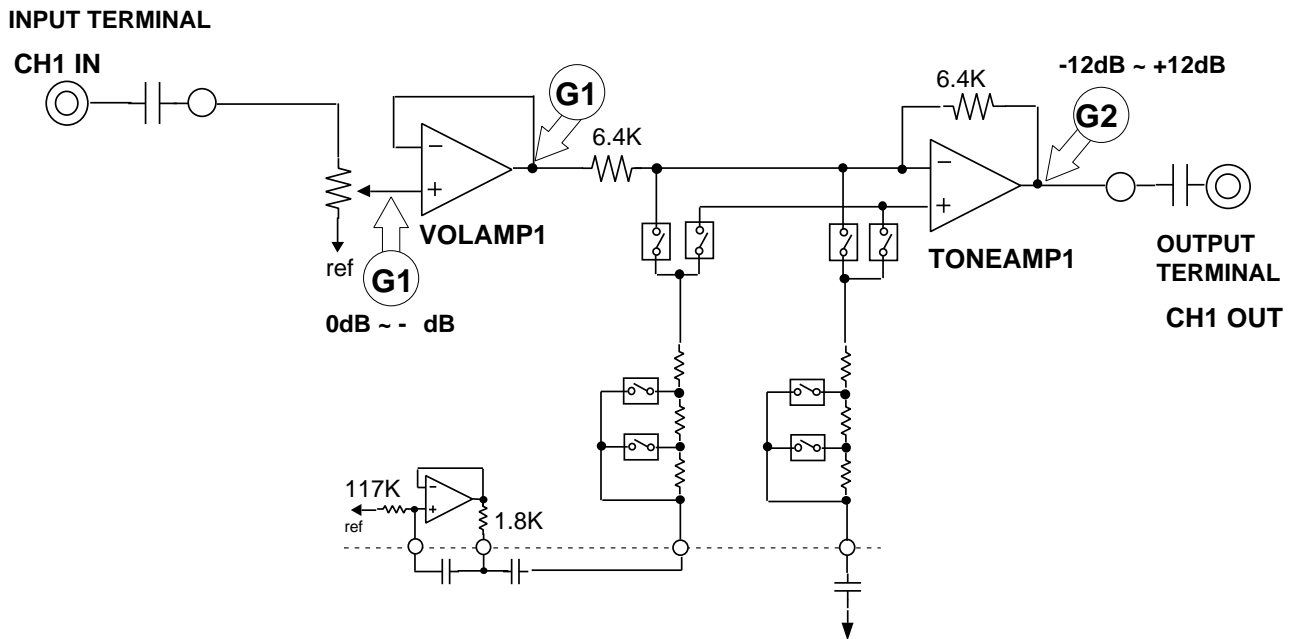 INPUT TERMINAL
CH1 IN
G1
6.4K
6.4K
-12dB ~ +12dB
G2
VOLAMP1
TONEAMP1
ref
G1
0dB ~ - dB
OUTPUT
TERMINAL
CH1 OUT
117K
ref
1.8K